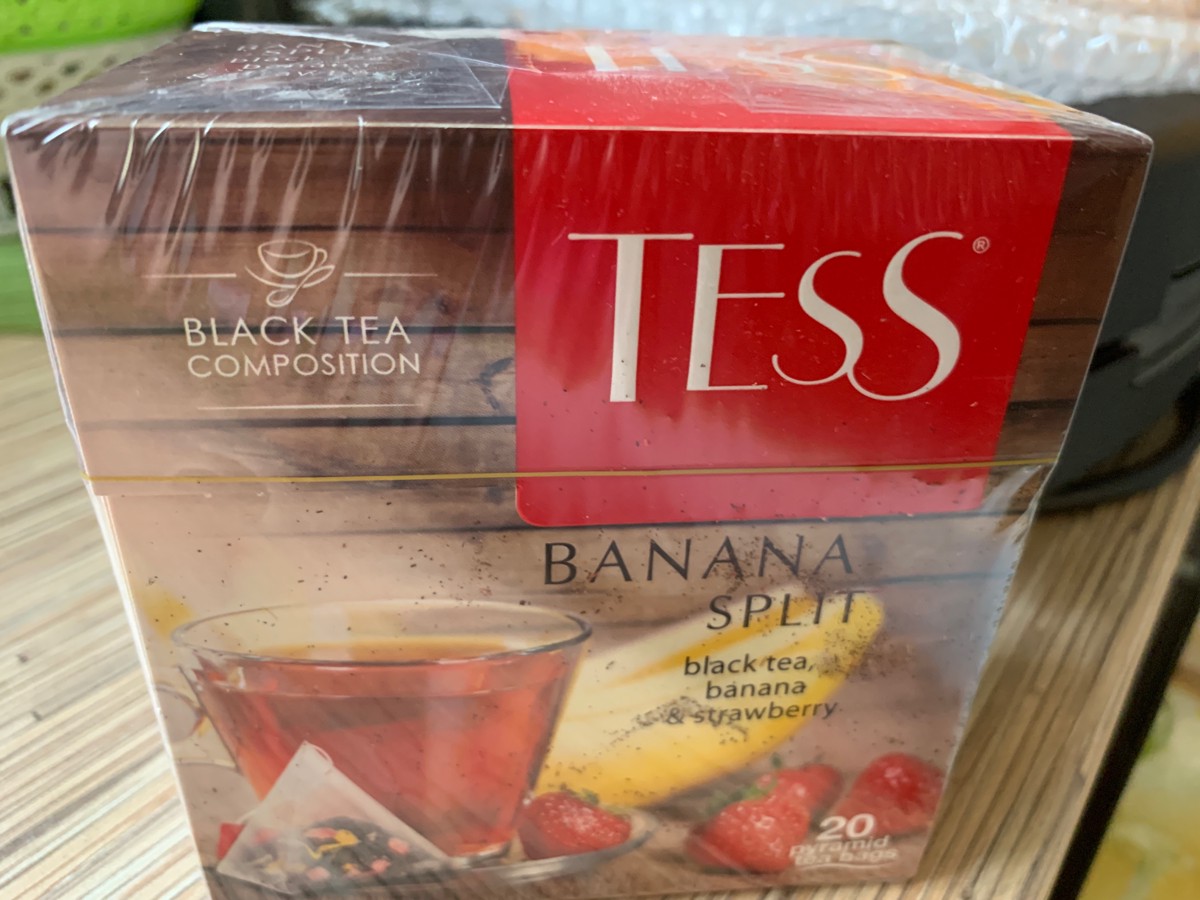 BLACK TEA
COMPOSITION
TESS®
BANANA
SPLIT
black tea,
banana
& strawberry
20
pyramid
tea bags